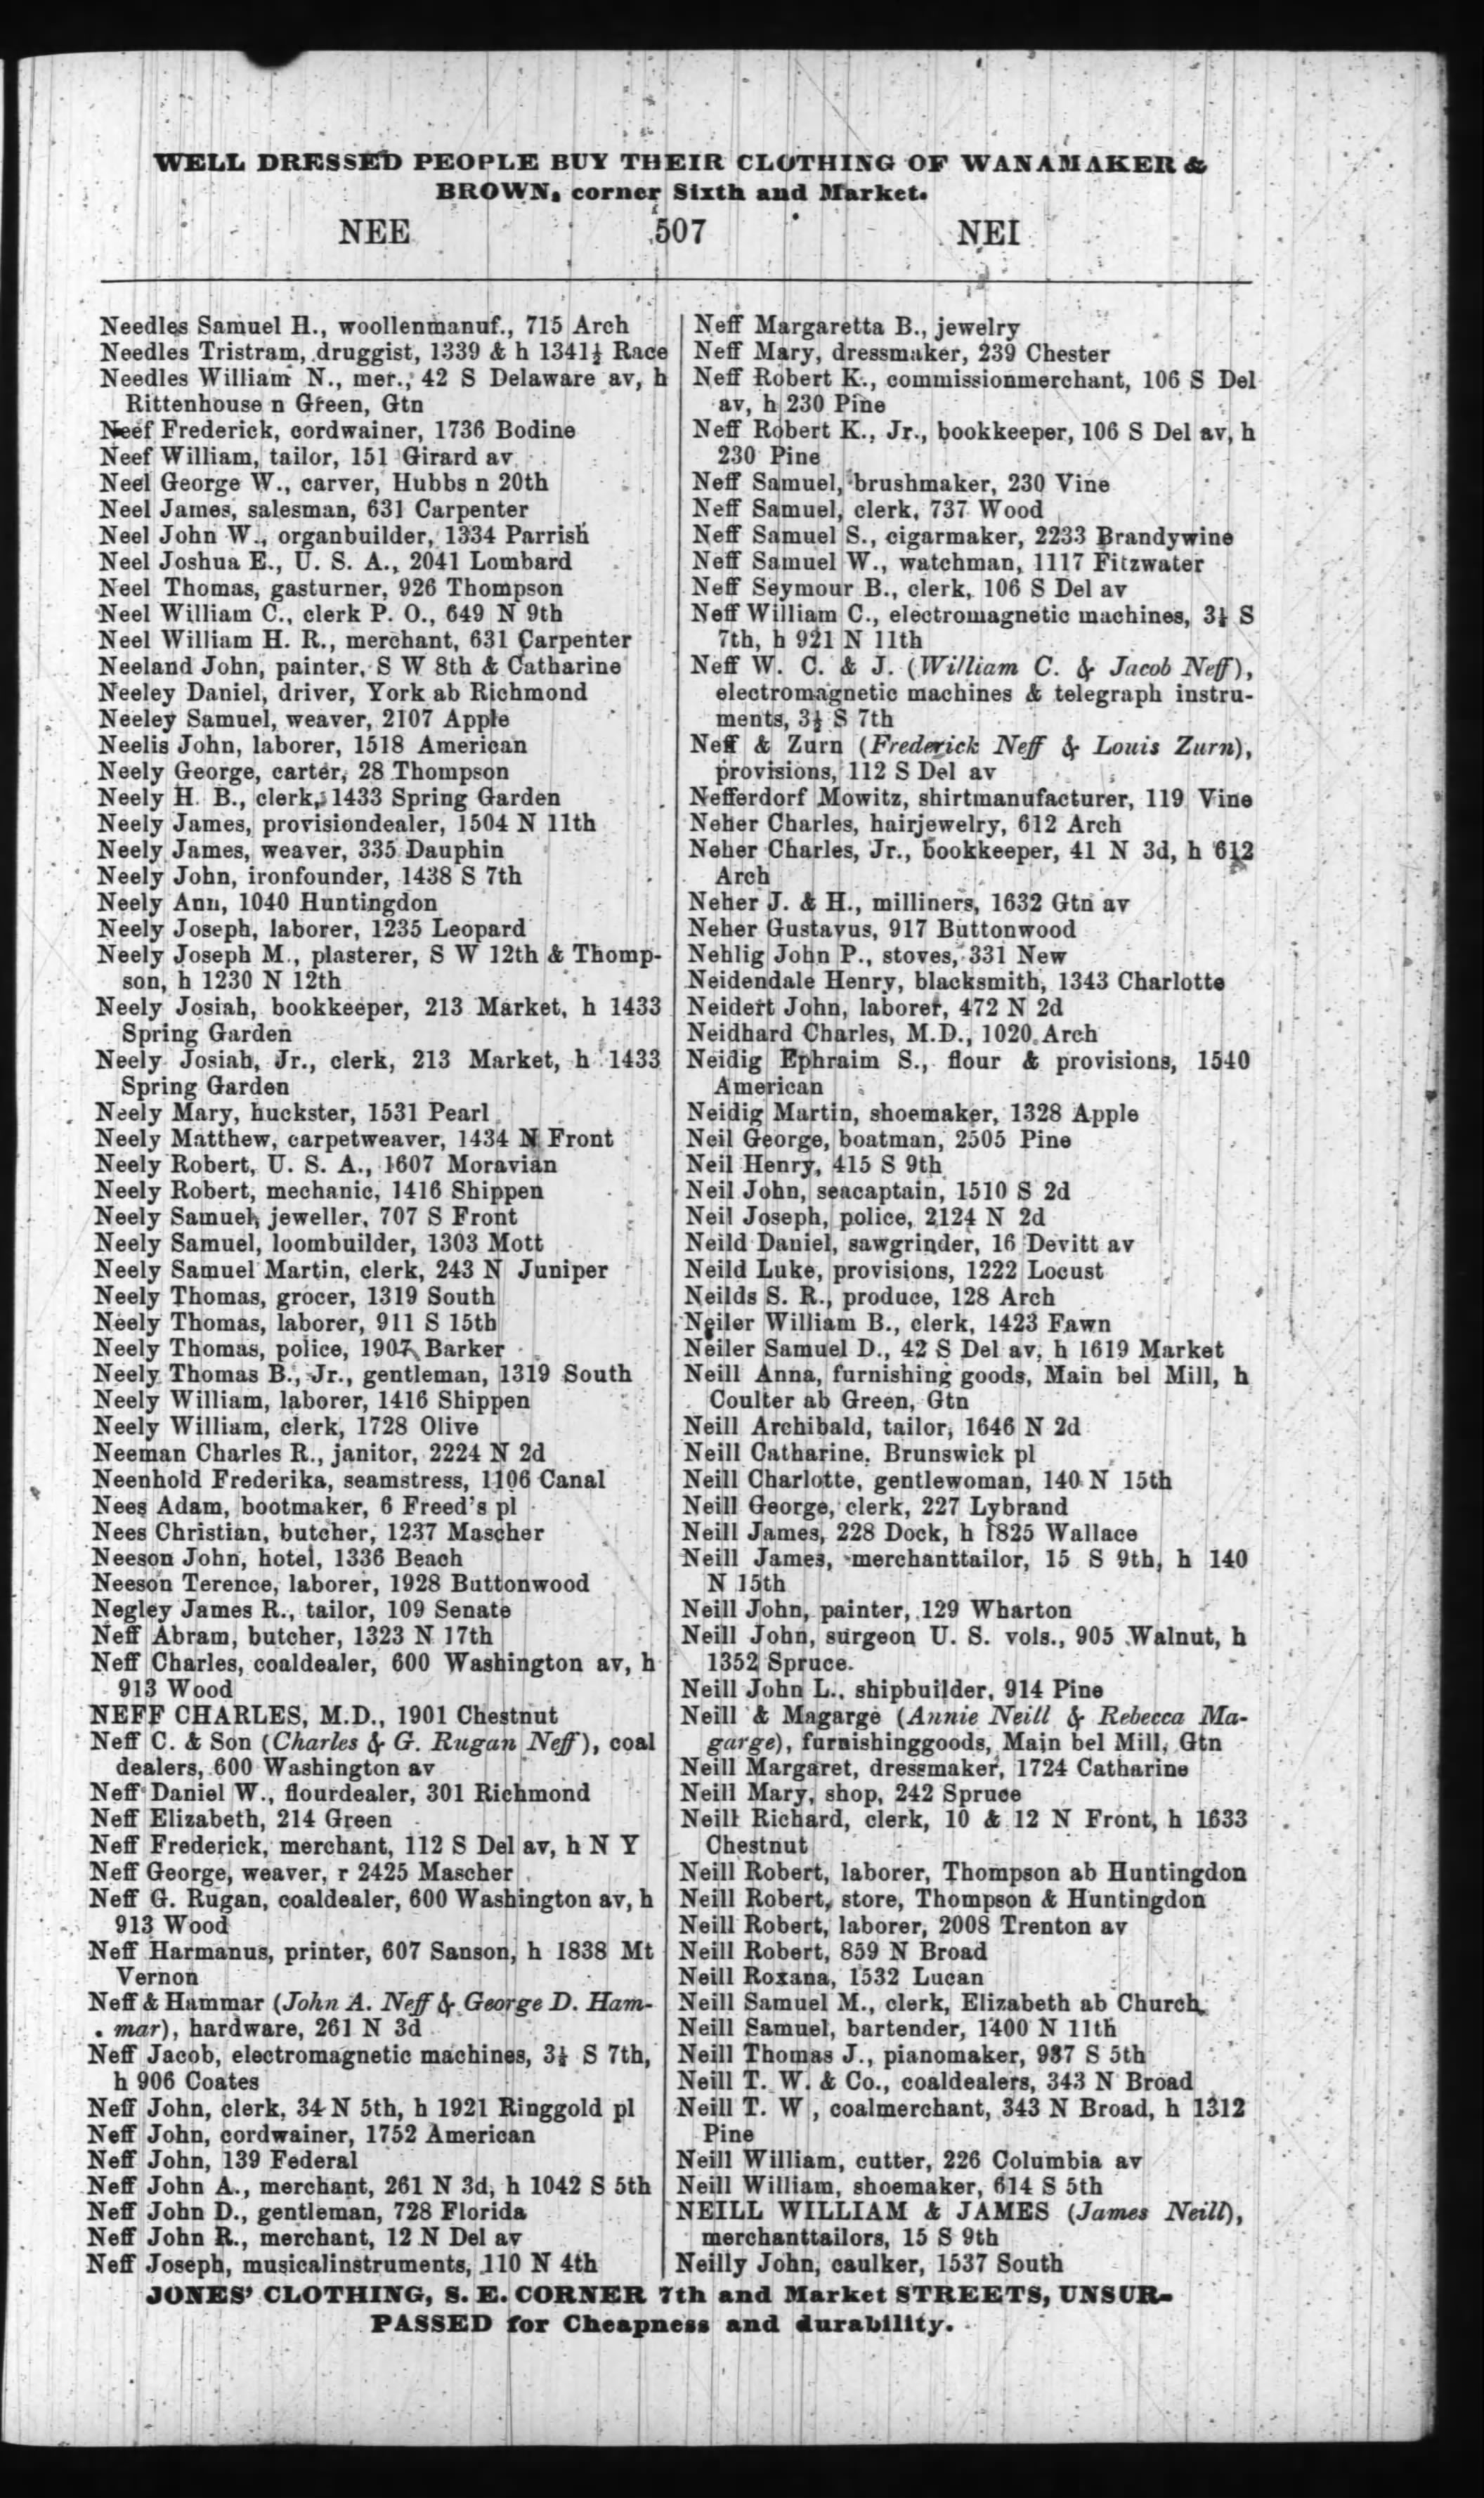 WELL DRESSED PEOPLE BUY THEIR CLOTHING OF WANAMAKER &
BROWN, corner Sixth and Market.
NEE 507 NEI
Needles Samuel H., woollenmanuf., 715 Arch
Needles Tristram, druggist, 1339 & h 1341½ Race
Needles William N., mer., 42 S Delaware av, h
Rittenhouse n Green, Gtn
Neef Frederick, cordwainer, 1736 Bodine
Neef William, tailor, 151 Girard av
Neel George W., carver, Hubbs n 20th
Neel James, salesman, 631 Carpenter
Neel John W., organbuilder, 1334 Parrish
Neel Joshua E., U. S. A., 2041 Lombard
Neel Thomas, gasturner, 926 Thompson
Neel William C., clerk P. O., 649 N 9th
Neel William H. R., merchant, 631 Carpenter
Neeland John, painter, S W 8th & Catharine
Neeley Daniel, driver, York ab Richmond
Neeley Samuel, weaver, 2107 Apple
Neelis John, laborer, 1518 American
Neely George, carter, 28 Thompson
Neely H. B., clerk, 1433 Spring Garden
Neely James, provisiondealer, 1504 N 11th
Neely James, weaver, 335 Dauphin
Neely John, ironfounder, 1438 S 7th
Neely Ann, 1040 Huntingdon
Neely Joseph, laborer, 1235 Leopard
Neely Joseph M., plasterer, S W 12th & Thomp-
son, h 1230 N 12th
Neely Josiah, bookkeeper, 213 Market, h 1433
Spring Garden
Neely Josiah, Jr., clerk, 213 Market, h 1433
Spring Garden
Neely Mary, huckster, 1531 Pearl
Neely Matthew, carpetweaver, 1434 N Front
Neely Robert, U. S. A., 1607 Moravian
Neely Robert, mechanic, 1416 Shippen
Neely Samuel, jeweller, 707 S Front
Neely Samuel, loombuilder, 1303 Mott
Neely Samuel Martin, clerk, 243 N Juniper
Neely Thomas, grocer, 1319 South
Neely Thomas, laborer, 911 S 15th
Neely Thomas, police, 1907 Barker
Neely Thomas B., Jr., gentleman, 1319 South
Neely William, laborer, 1416 Shippen
Neely William, clerk, 1728 Olive
Neeman Charles R., janitor, 2224 N 2d
Neenhold Frederika, seamstress, 1106 Canal
Nees Adam, bootmaker, 6 Freed's pl
Nees Christian, butcher, 1237 Mascher
Neeson John, hotel, 1336 Beach
Neeson Terence, laborer, 1928 Buttonwood
Negley James R., tailor, 109 Senate
Neff Abram, butcher, 1323 N 17th
Neff Charles, coaldealer, 600 Washington av, h
913 Wood
NEFF CHARLES, M.D., 1901 Chestnut
Neff C. & Son (Charles & G. Rugan Neff), coal
dealers, 600 Washington av
Neff Daniel W., flourdealer, 301 Richmond
Neff Elizabeth, 214 Green
Neff Frederick, merchant, 112 S Del av, h N Y
Neff George, weaver, r 2425 Mascher
Neff G. Rugan, coaldealer, 600 Washington av, h
913 Wood
Neff Harmanus, printer, 607 Sanson, h 1838 Mt
Vernon
Neff & Hammar (John A. Neff & George D. Ham-
mar), hardware, 261 N 3d
Neff Jacob, electromagnetic machines, 3½ S 7th,
h 906 Coates
Neff John, clerk, 34 N 5th, h 1921 Ringgold pl
Neff John, cordwainer, 1752 American
Neff John, 139 Federal
Neff John A., merchant, 261 N 3d, h 1042 S 5th
Neff John D., gentleman, 728 Florida
Neff John R., merchant, 12 N Del av
Neff Joseph, musicalinstruments, 110 N 4th
Neff Margaretta B., jewelry
Neff Mary, dressmaker, 239 Chester
Neff Robert K., commissionmerchant, 106 S Del
av, h 230 Pine
Neff Robert K., Jr., bookkeeper, 106 S Del av, h
230 Pine
Neff Samuel, brushmaker, 230 Vine
Neff Samuel, clerk, 737 Wood
Neff Samuel S., cigarmaker, 2233 Brandywine
Neff Samuel W., watchman, 1117 Fitzwater
Neff Seymour B., clerk, 106 S Del av
Neff William C., electromagnetic machines, 3½ S
7th, h 921 N 11th
Neff W. C. & J. (William C. & Jacob Neff),
electromagnetic machines & telegraph instru-
ments, 3½ S 7th
Neff & Zurn (Frederick Neff & Louis Zurn),
provisions, 112 S Del av
Nefferdorf Mowitz, shirtmanufacturer, 119 Vine
Neher Charles, hairjewelry, 612 Arch
Neher Charles, Jr., bookkeeper, 41 N 3d, h 612
Arch
Neher J. & H., milliners, 1632 Gtn av
Neher Gustavus, 917 Buttonwood
Nehlig John P., stoves, 331 New
Neidendale Henry, blacksmith, 1343 Charlotte
Neidert John, laborer, 472 N 2d
Neidhard Charles, M.D., 1020 Arch
Neidig Ephraim S., flour & provisions, 1540
American
Neidig Martin, shoemaker, 1328 Apple
Neil George, boatman, 2505 Pine
Neil Henry, 415 S 9th
Neil John, seacaptain, 1510 S 2d
Neil Joseph, police, 2124 N 2d
Neild Daniel, sawgrinder, 16 Devitt av
Neild Luke, provisions, 1222 Locust
Neilds S. R., produce, 128 Arch
Neiler William B., clerk, 1423 Fawn
Neiler Samuel D., 42 S Del av, h 1619 Market
Neill Anna, furnishing goods, Main bel Mill, h
Coulter ab Green, Gtn
Neill Archibald, tailor, 1646 N 2d
Neill Catharine, Brunswick pl
Neill Charlotte, gentlewoman, 140 N 15th
Neill George, clerk, 227 Lybrand
Neill James, 228 Dock, h 1825 Wallace
Neill James, merchanttailor, 15 S 9th, h 140
N 15th
Neill John, painter, 129 Wharton
Neill John, surgeon U. S. vols., 905 Walnut, h
1352 Spruce.
Neill John L., shipbuilder, 914 Pine
Neill & Magarge (Annie Neill & Rebecca Ma-
garge), furnishinggoods, Main bel Mill, Gtn
Neill Margaret, dressmaker, 1724 Catharine
Neill Mary, shop, 242 Spruce
Neill Richard, clerk, 10 & 12 N Front, h 1633
Chestnut
Neill Robert, laborer, Thompson ab Huntingdon
Neill Robert, store, Thompson & Huntingdon
Neill Robert, laborer, 2008 Trenton av
Neill Robert, 859 N Broad
Neill Roxana, 1532 Lucan
Neill Samuel M., clerk, Elizabeth ab Church
Neill Samuel, bartender, 1400 N 11th
Neill Thomas J., pianomaker, 937 S 5th
Neill T. W. & Co., coaldealers, 343 N Broad
Neill T. W , coalmerchant, 343 N Broad, h 1312
Pine
Neill William, cutter, 226 Columbia av
Neill William, shoemaker, 614 S 5th
NEILL WILLIAM & JAMES (James Neill),
merchanttailors, 15 S 9th
Neilly John, caulker, 1537 South
JONES' CLOTHING, S. E. CORNER 7th and Market STREETS, UNSUR-
PASSED for Cheapness and durability.